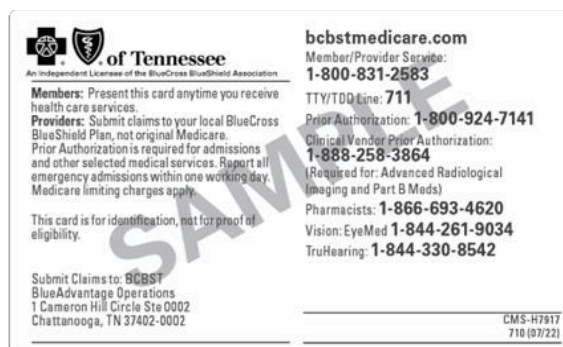 of Tennessee
An Independent Licensee of the BlueCross BlueShield Association
Members: Present this card anytime you receive
health care services.
Providers: Submit claims to your local BlueCross
BlueShield Plan, not original Medicare.
Prior Authorization is required for admissions
and other selected medical services. Report all
emergency admissions within one working day.
Medicare limiting charges apply.
This card is for identification, not for proof of
eligibility.
Submit Claims to: BCBST
BlueAdvantage Operations
1 Cameron Hill Circle Ste 0002
Chattanooga, TN 37402-0002
bcbstmedicare.com
Member/Provider Service:
1-800-831-2583
TTY/TDD Line: 711
Prior Authorization: 1-800-924-7141
Clinical Vendor Prior Authorization:
1-888-258-3864
(Required for: Advanced Radiological
Imaging and Part B Meds)
Pharmacists: 1-866-693-4620
Vision: EyeMed 1-844-261-9034
TruHearing: 1-844-330-8542
CMS-H7917
710 (07/22)
SAMPLE